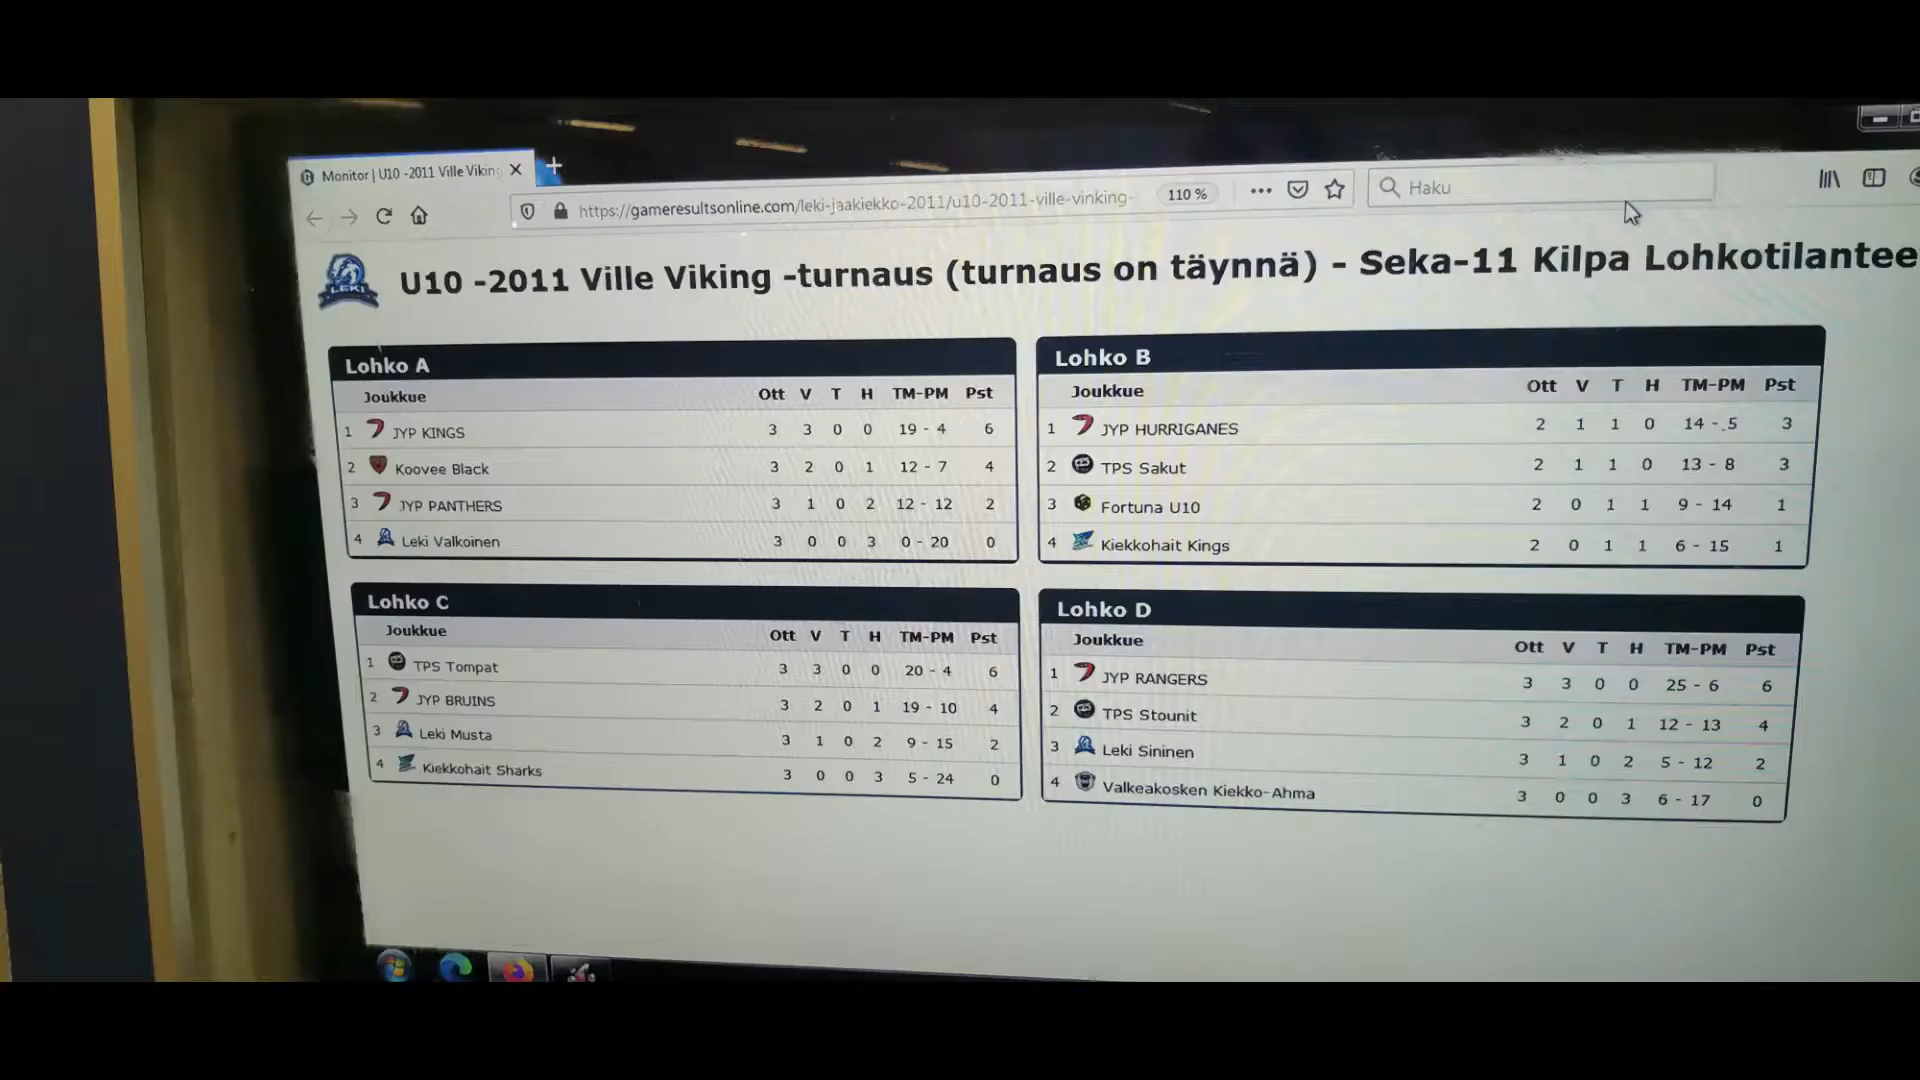 Monitor | U10 -2011 Ville Viking
https://gameresultsonline.com/leki-jaakiekko-2011/u10-2011-ville-vinking-
110 %
Haku
LEKI
U10 -2011 Ville Viking -turnaus (turnaus on täynnä) - Seka-11 Kilpa Lohkotilantee
Lohko A
Joukkue Ott V T H TM-PM Pst
1 JYP KINGS 3 3 0 0 19 - 4 6
2 Koovee Black 3 2 0 1 12 - 7 4
3 JYP PANTHERS 3 1 0 2 12 - 12 2
4 Leki Valkoinen 3 0 0 3 0 - 20 0
Lohko B
Joukkue Ott V T H TM-PM Pst
1 JYP HURRIGANES 2 1 1 0 14 - 5 3
2 TPS Sakut 2 1 1 0 13 - 8 3
3 Fortuna U10 2 0 1 1 9 - 14 1
4 Kiekkohait Kings 2 0 1 1 6 - 15 1
Lohko C
Joukkue Ott V T H TM-PM Pst
1 TPS Tompat 3 3 0 0 20 - 4 6
2 JYP BRUINS 3 2 0 1 19 - 10 4
3 Leki Musta 3 1 0 2 9 - 15 2
4 Kiekkohait Sharks 3 0 0 3 5 - 24 0
Lohko D
Joukkue Ott V T H TM-PM Pst
1 JYP RANGERS 3 3 0 0 25 - 6 6
2 TPS Stounit 3 2 0 1 12 - 13 4
3 Leki Sininen 3 1 0 2 5 - 12 2
4 Valkeakosken Kiekko-Ahma 3 0 0 3 6 - 17 0